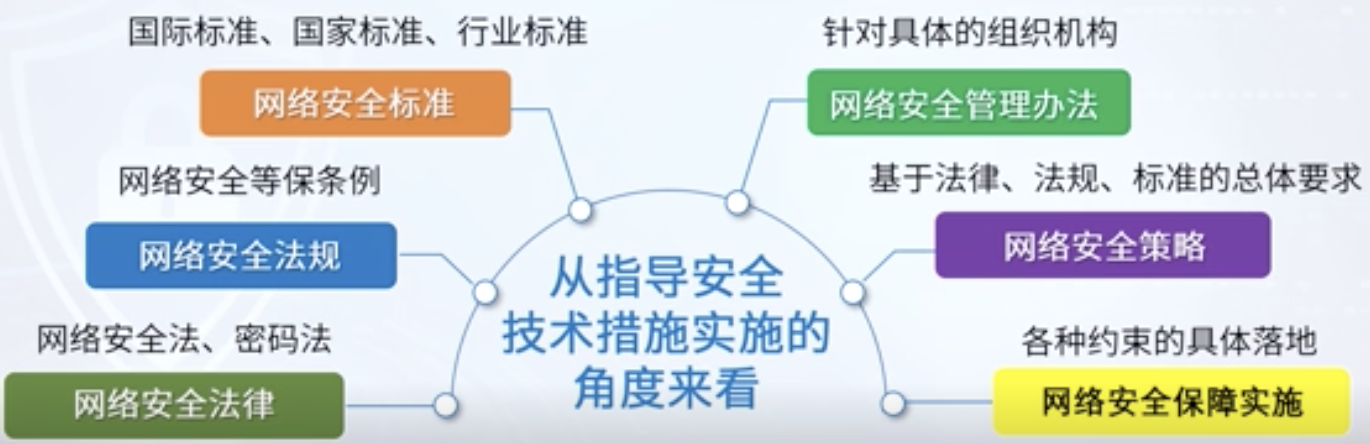 国际标准、国家标准、行业标准
网络安全标准
网络安全等保条例
网络安全法规
网络安全法、密码法
网络安全法律
从指导安全
技术措施实施的
角度来看
针对具体的组织机构
网络安全管理办法
基于法律、法规、标准的总体要求
网络安全策略
各种约束的具体落地
网络安全保障实施